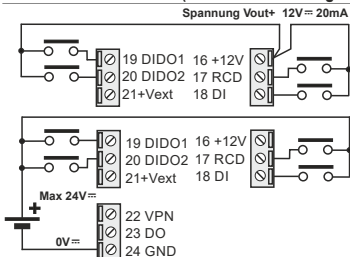 Spannung Vout+ 12V⎓ 20mA
19 DIDO1 16 +12V
20 DIDO2 17 RCD
21+Vext 18 DI
19 DIDO1 16 +12V
20 DIDO2 17 RCD
21+Vext 18 DI
Max 24V⎓
+
22 VPN
23 DO
0V⎓
24 GND